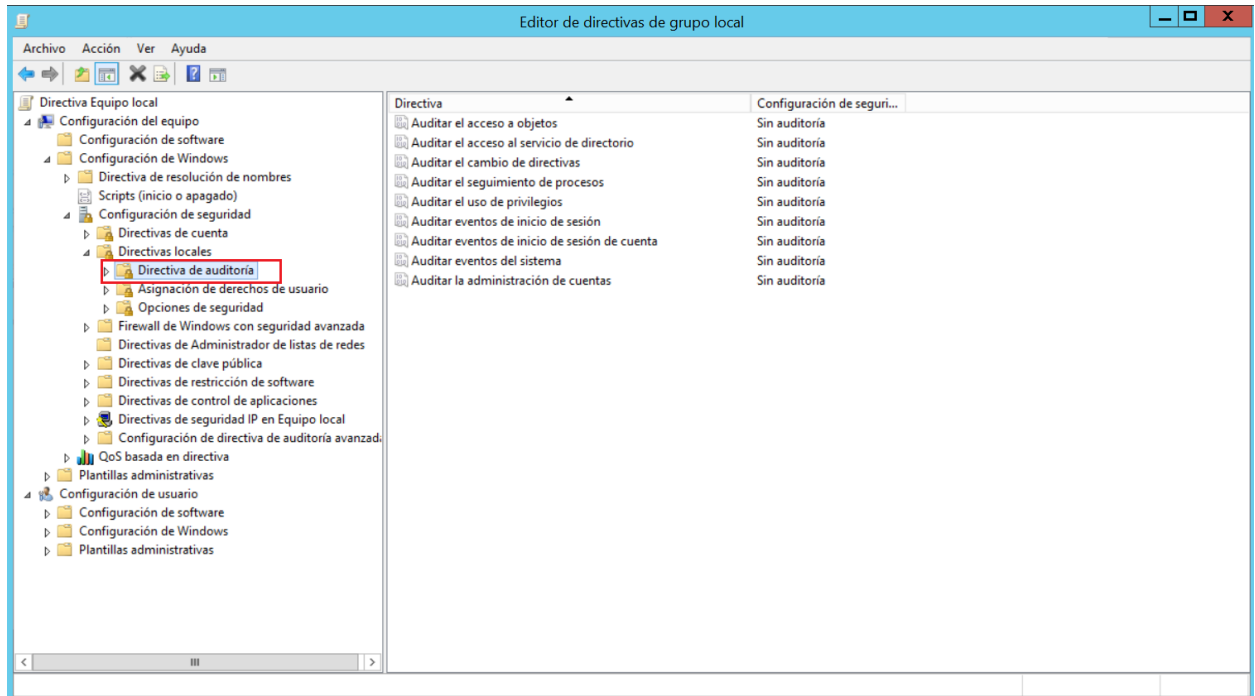 Editor de directivas de grupo local
Archivo Acción Ver Ayuda
Directiva Equipo local
Configuración del equipo
Configuración de software
Configuración de Windows
Directiva de resolución de nombres
Scripts (inicio o apagado)
Configuración de seguridad
Directivas de cuenta
Directivas locales
Directiva de auditoría
Asignación de derechos de usuario
Opciones de seguridad
Firewall de Windows con seguridad avanzada
Directivas de Administrador de listas de redes
Directivas de clave pública
Directivas de restricción de software
Directivas de control de aplicaciones
Directivas de seguridad IP en Equipo local
Configuración de directiva de auditoría avanzada
QoS basada en directiva
Plantillas administrativas
Configuración de usuario
Configuración de software
Configuración de Windows
Plantillas administrativas
Directiva Configuración de seguri...
Auditar el acceso a objetos Sin auditoría
Auditar el acceso al servicio de directorio Sin auditoría
Auditar el cambio de directivas Sin auditoría
Auditar el seguimiento de procesos Sin auditoría
Auditar el uso de privilegios Sin auditoría
Auditar eventos de inicio de sesión Sin auditoría
Auditar eventos de inicio de sesión de cuenta Sin auditoría
Auditar eventos del sistema Sin auditoría
Auditar la administración de cuentas Sin auditoría